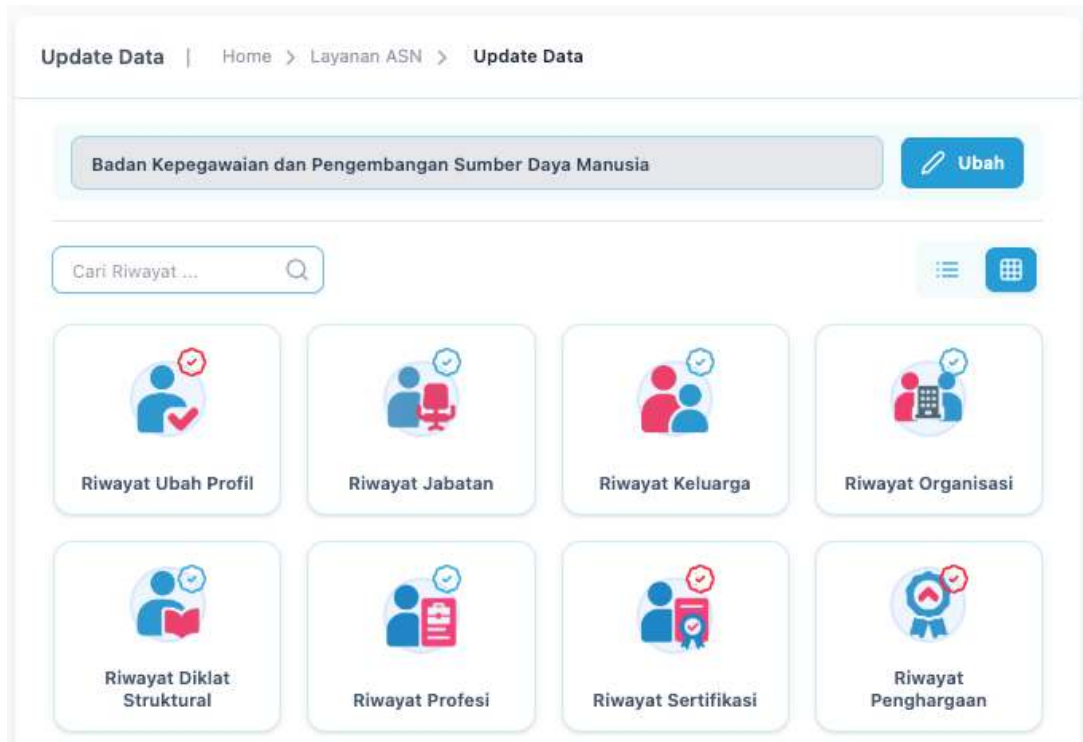 Update Data | Home > Layanan ASN > Update Data
Badan Kepegawaian dan Pengembangan Sumber Daya Manusia
Ubah
Cari Riwayat ...
Riwayat Ubah Profil
Riwayat Jabatan
Riwayat Keluarga
Riwayat Organisasi
Riwayat Diklat
Struktural
Riwayat Profesi
Riwayat Sertifikasi
Riwayat
Penghargaan